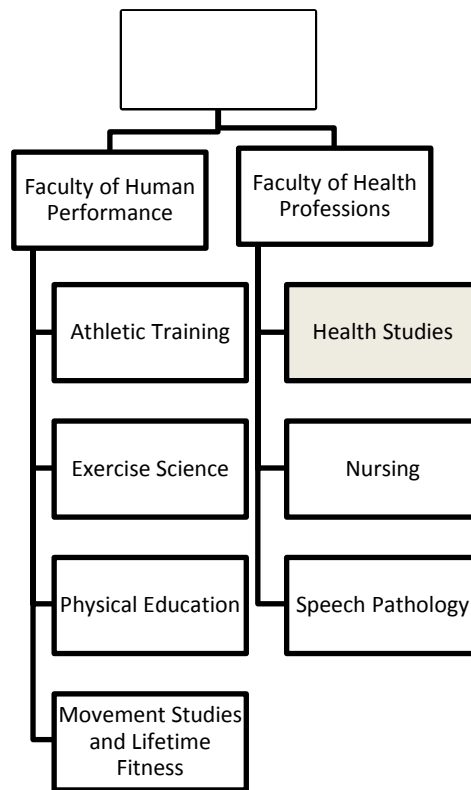 Faculty of Human
Performance
Faculty of Health
Professions
Athletic Training
Health Studies
Exercise Science
Nursing
Physical Education
Speech Pathology
Movement Studies
and Lifetime
Fitness